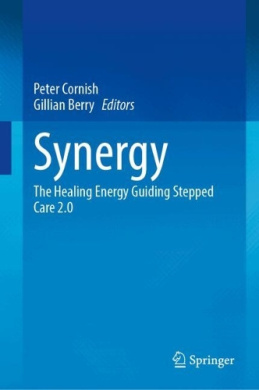 Peter Cornish
Gillian Berry Editors
Synergy
The Healing Energy Guiding Stepped
Care 2.0
Springer